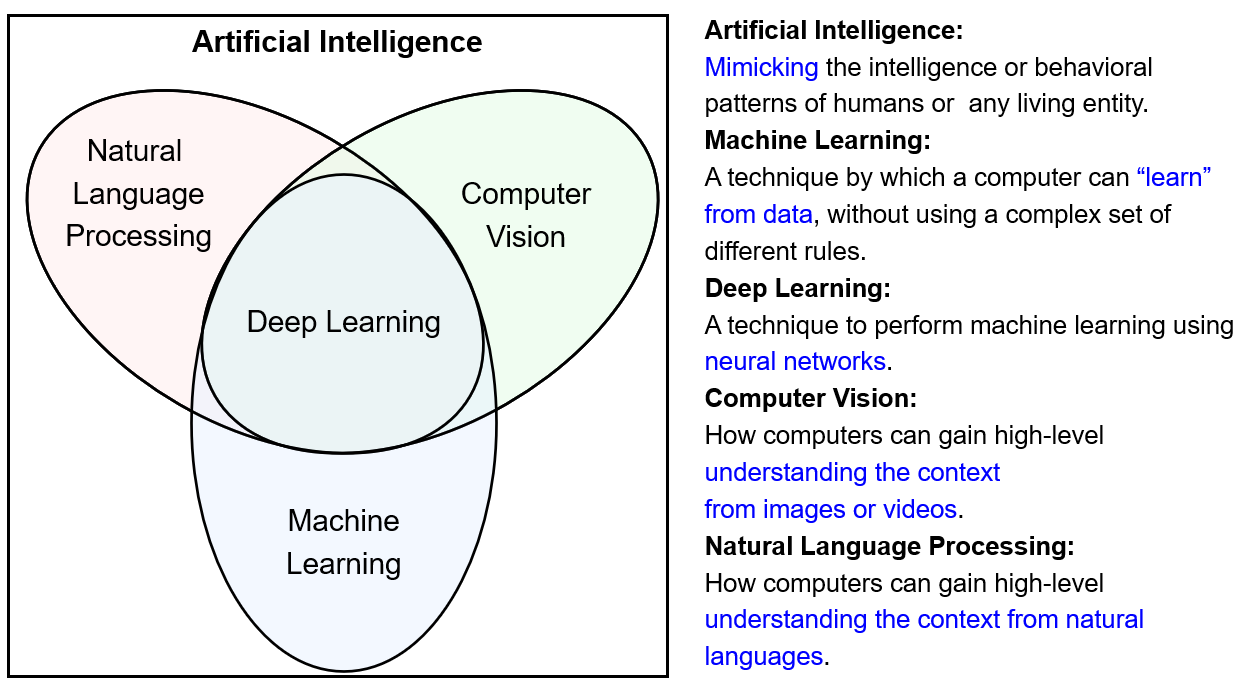 Artificial Intelligence
Natural
Language
Processing
Computer
Vision
Deep Learning
Machine
Learning
Artificial Intelligence:
Mimicking the intelligence or behavioral
patterns of humans or  any living entity.
Machine Learning:
A technique by which a computer can “learn”
from data, without using a complex set of
different rules.
Deep Learning:
A technique to perform machine learning using
neural networks.
Computer Vision:
How computers can gain high-level
understanding the context
from images or videos.
Natural Language Processing:
How computers can gain high-level
understanding the context from natural
languages.